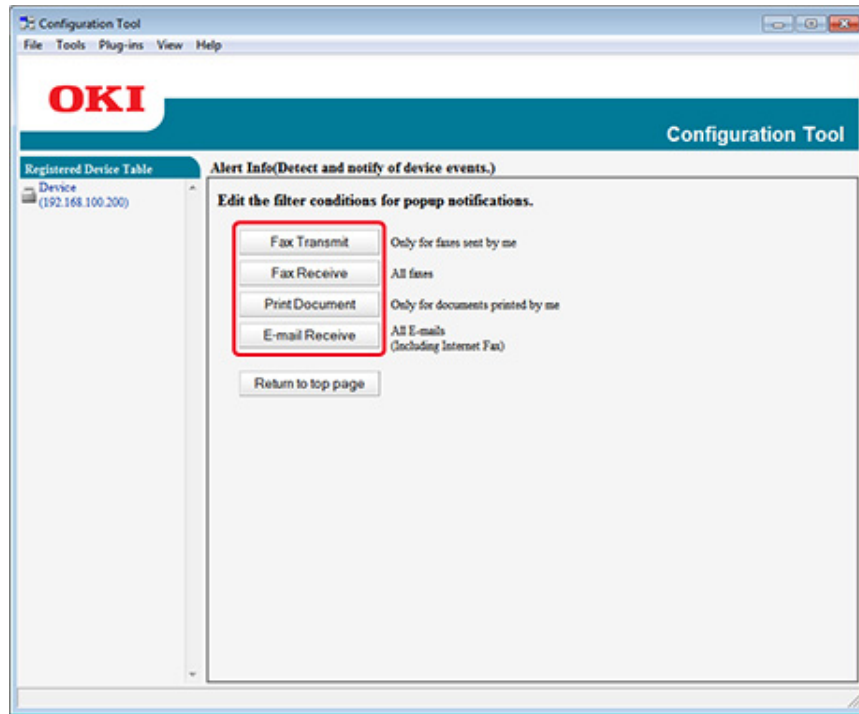 Configuration Tool
File Tools Plug-ins View Help
OKI
Configuration Tool
Registered Device Table
Alert Info(Detect and notify of device events.)
Device
(192.168.100.200)
Edit the filter conditions for popup notifications.
Fax Transmit Only for faxes sent by me
Fax Receive All faxes
Print Document Only for documents printed by me
E-mail Receive All E-mails
(Including Internet Fax)
Return to top page